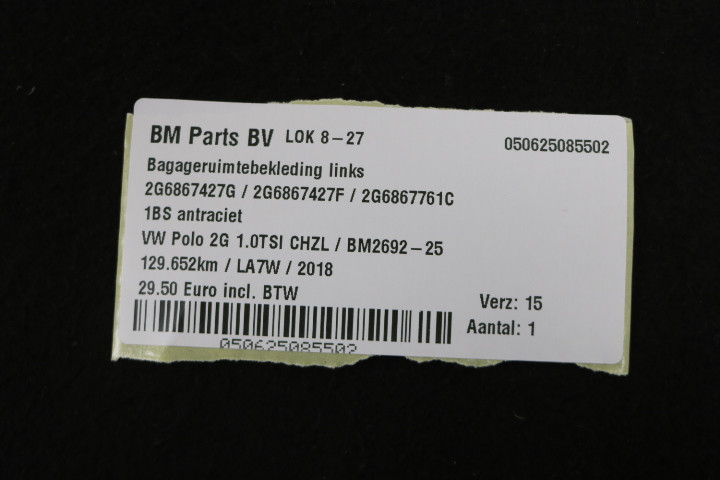 BM Parts BV LOK 8-27
050625085502
Bagageruimtebekleding links
2G6867427G / 2G6867427F / 2G6867761C
1BS antraciet
VW Polo 2G 1.0TSI CHZL / BM2692-25
129.652km / LA7W / 2018
29.50 Euro incl. BTW
Verz: 15
Aantal: 1
050625085502